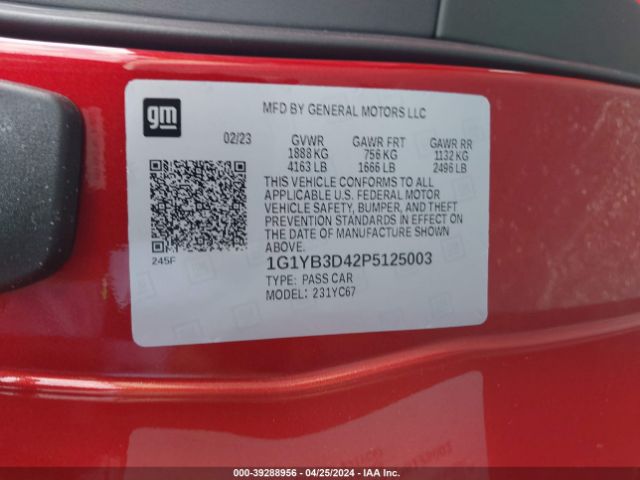 gm
MFD BY GENERAL MOTORS LLC
02/23 GVWR GAWR FRT GAWR RR
1888 KG 756 KG 1132 KG
4163 LB 1666 LB 2496 LB
THIS VEHICLE CONFORMS TO ALL
APPLICABLE U.S. FEDERAL MOTOR
VEHICLE SAFETY, BUMPER, AND THEFT
PREVENTION STANDARDS IN EFFECT ON
THE DATE OF MANUFACTURE SHOWN
ABOVE.
245F
1G1YB3D42P5125003
TYPE: PASS CAR
MODEL: 231YC67
000-39288956 - 04/25/2024 - IAA Inc.